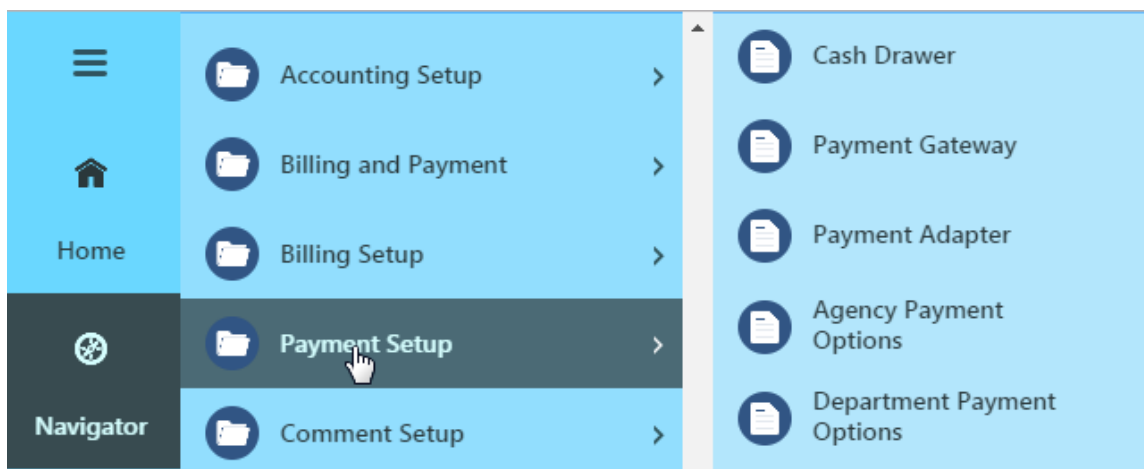 Home
Navigator
Accounting Setup
Billing and Payment
Billing Setup
Payment Setup
Comment Setup
Cash Drawer
Payment Gateway
Payment Adapter
Agency Payment
Options
Department Payment
Options